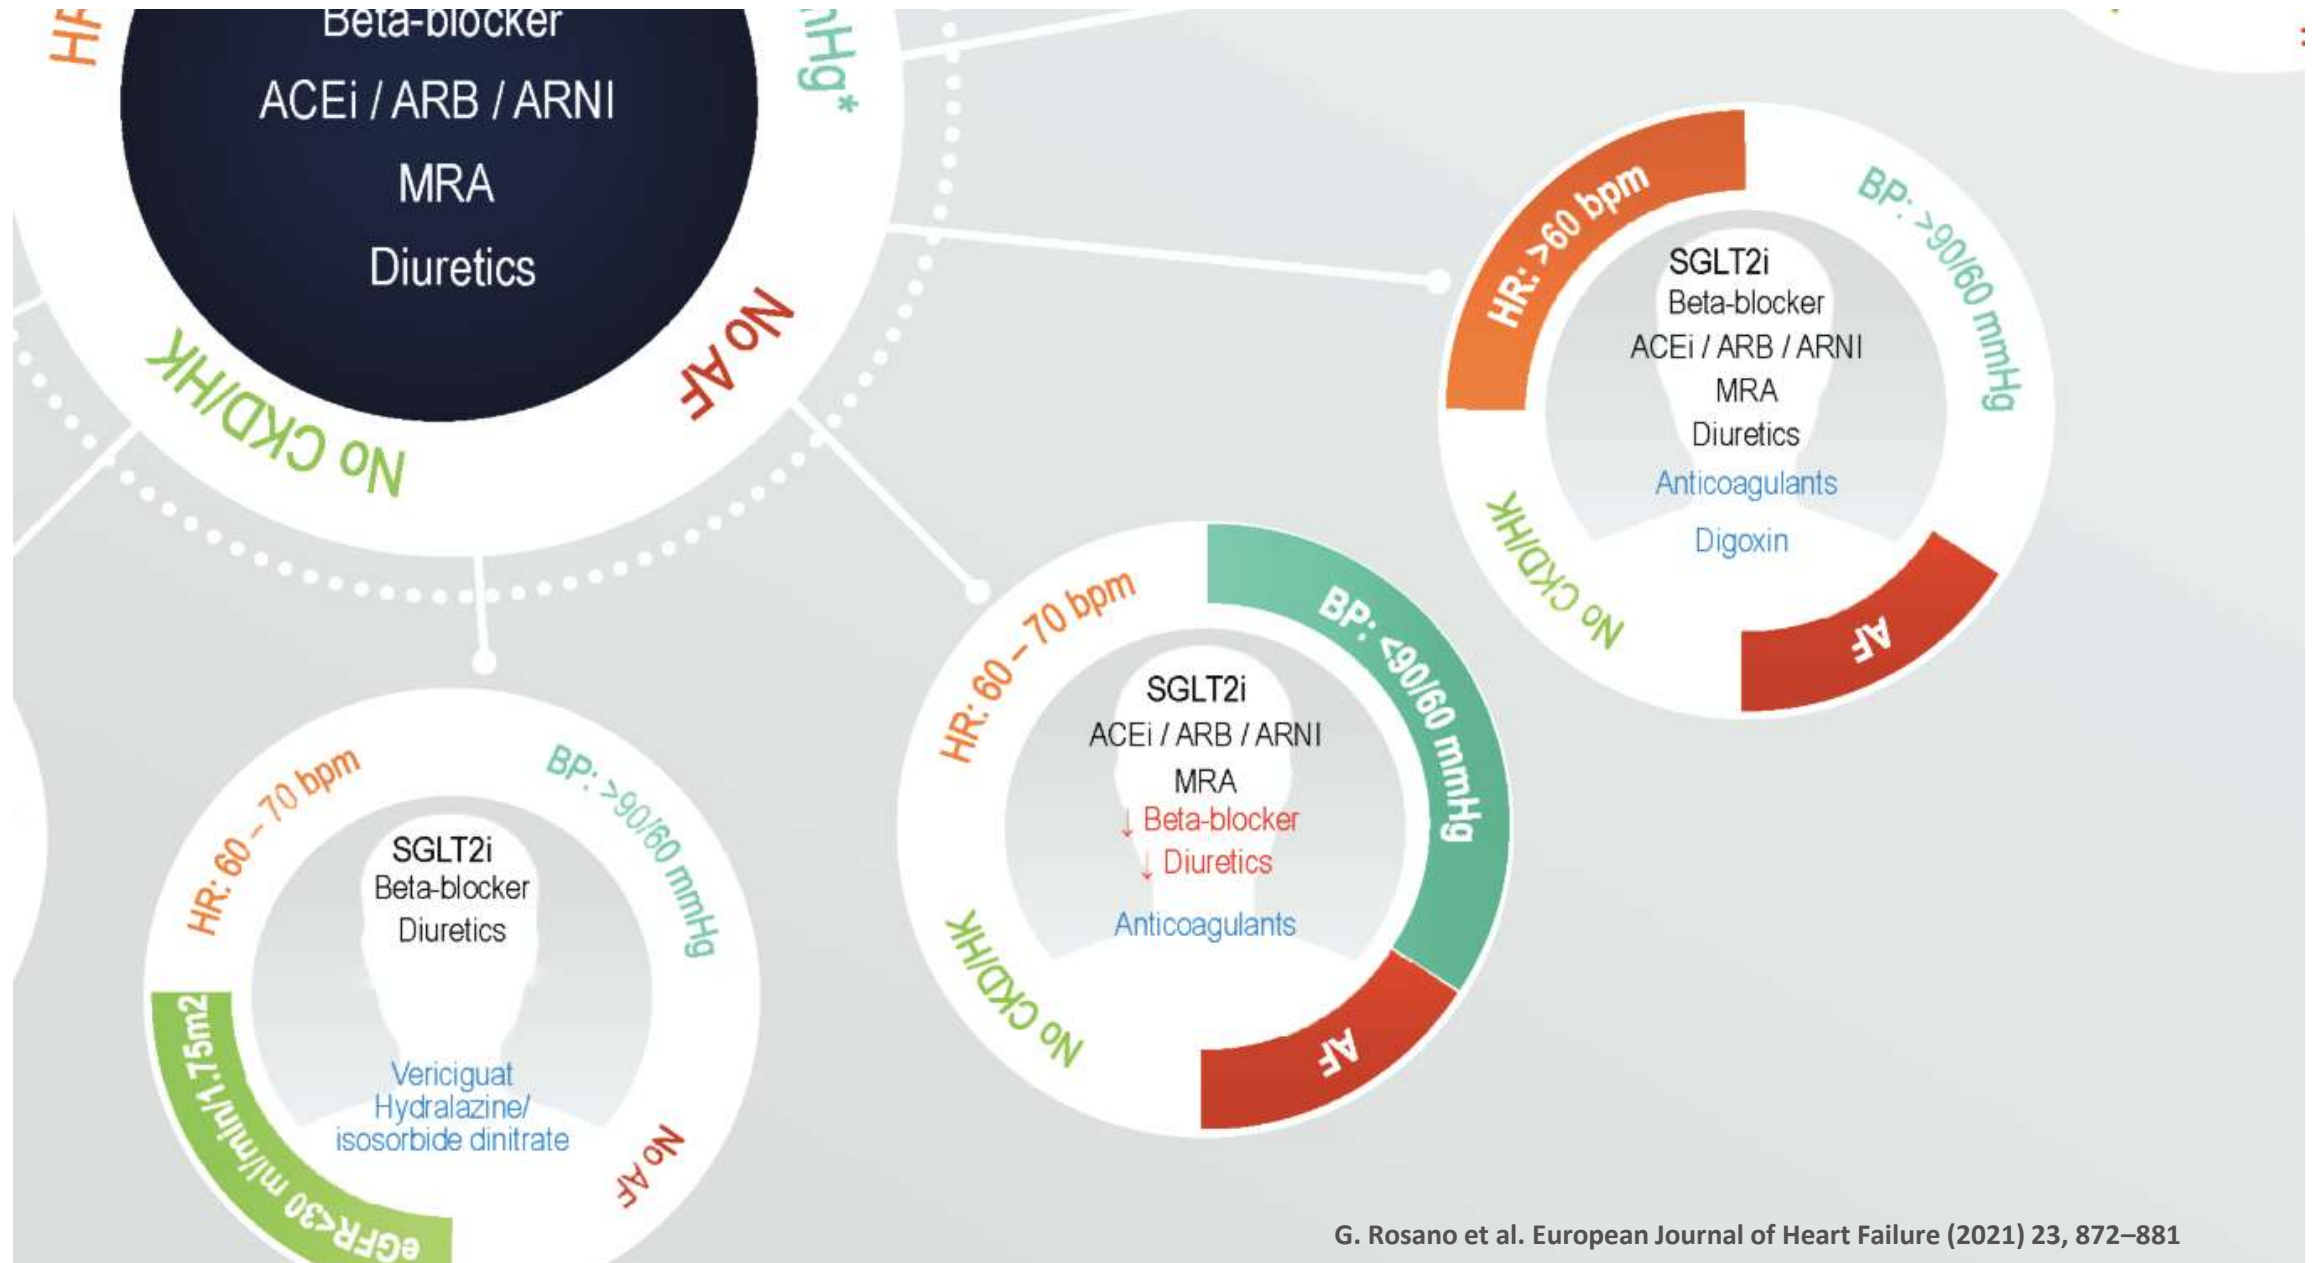 Beta-blocker
ACEi / ARB / ARNI
MRA
Diuretics
mmHg*
No AF
No CKD/HK
HR: >60 bpm
BP: >90/60 mmHg
SGLT2i
Beta-blocker
ACEi / ARB / ARNI
MRA
Diuretics
Anticoagulants
Digoxin
AF
No CKD/HK
HR: 60 – 70 bpm
BP: <90/60 mmHg
SGLT2i
ACEi / ARB / ARNI
MRA
↓ Beta-blocker
↓ Diuretics
Anticoagulants
AF
No CKD/HK
HR: 60 – 70 bpm
BP: >90/60 mmHg
SGLT2i
Beta-blocker
Diuretics
Vericiguat
Hydralazine/
isosorbide dinitrate
No AF
eGFR<30 ml/min/1.75m2
G. Rosano et al. European Journal of Heart Failure (2021) 23, 872–881